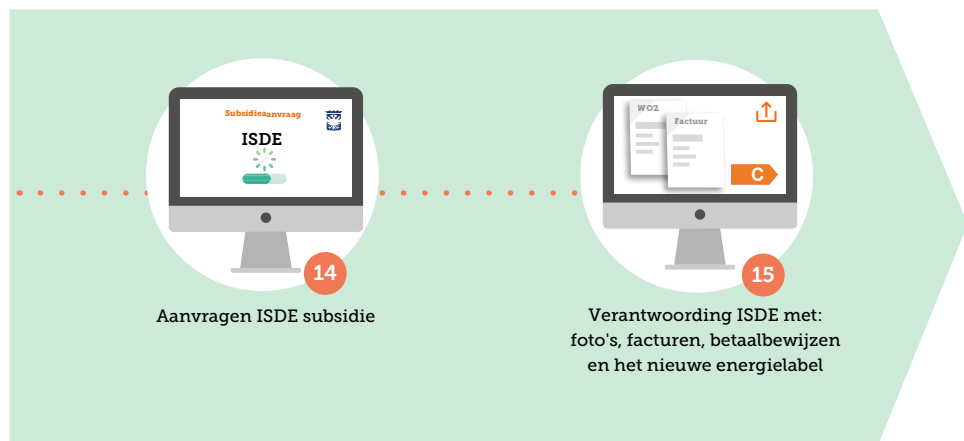 Subsidieaanvraag
ISDE
14
Aanvragen ISDE subsidie
WOZ
Factuur
C
15
Verantwoording ISDE met:
foto's, facturen, betaalbewijzen
en het nieuwe energielabel